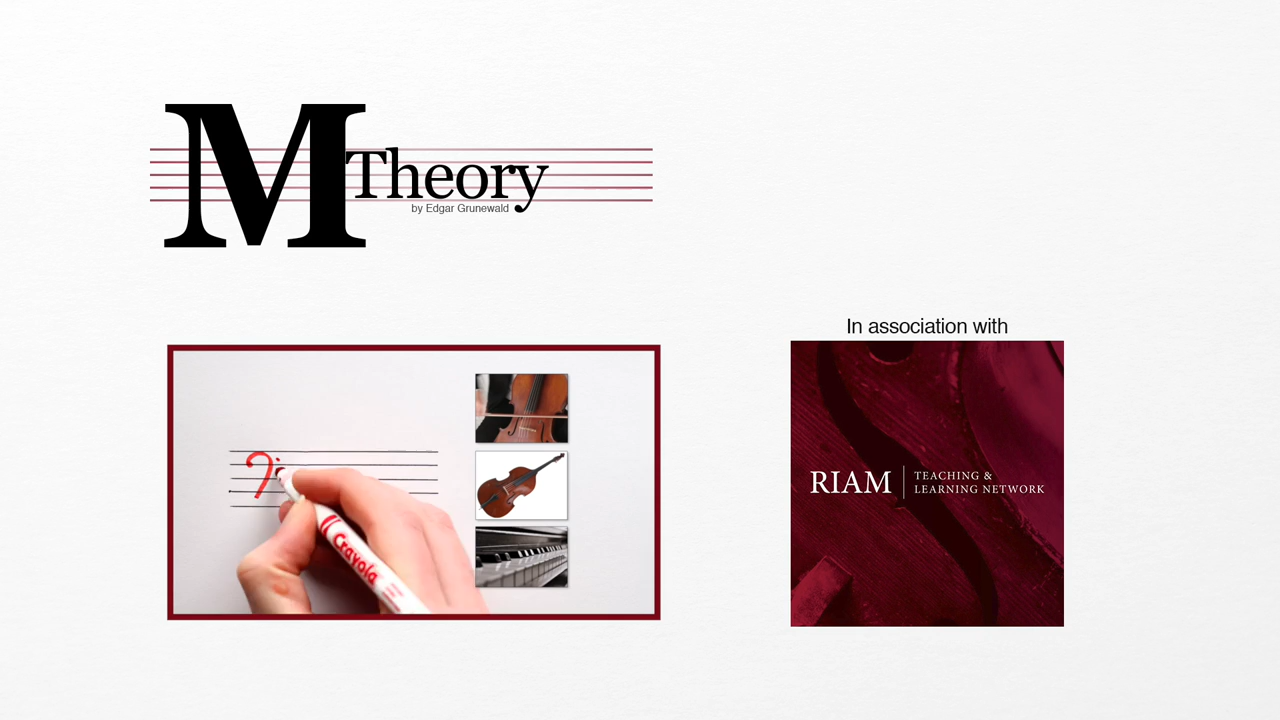 M Theory
by Edgar Grunewald
In association with
RIAM
TEACHING &
LEARNING NETWORK
Crayola